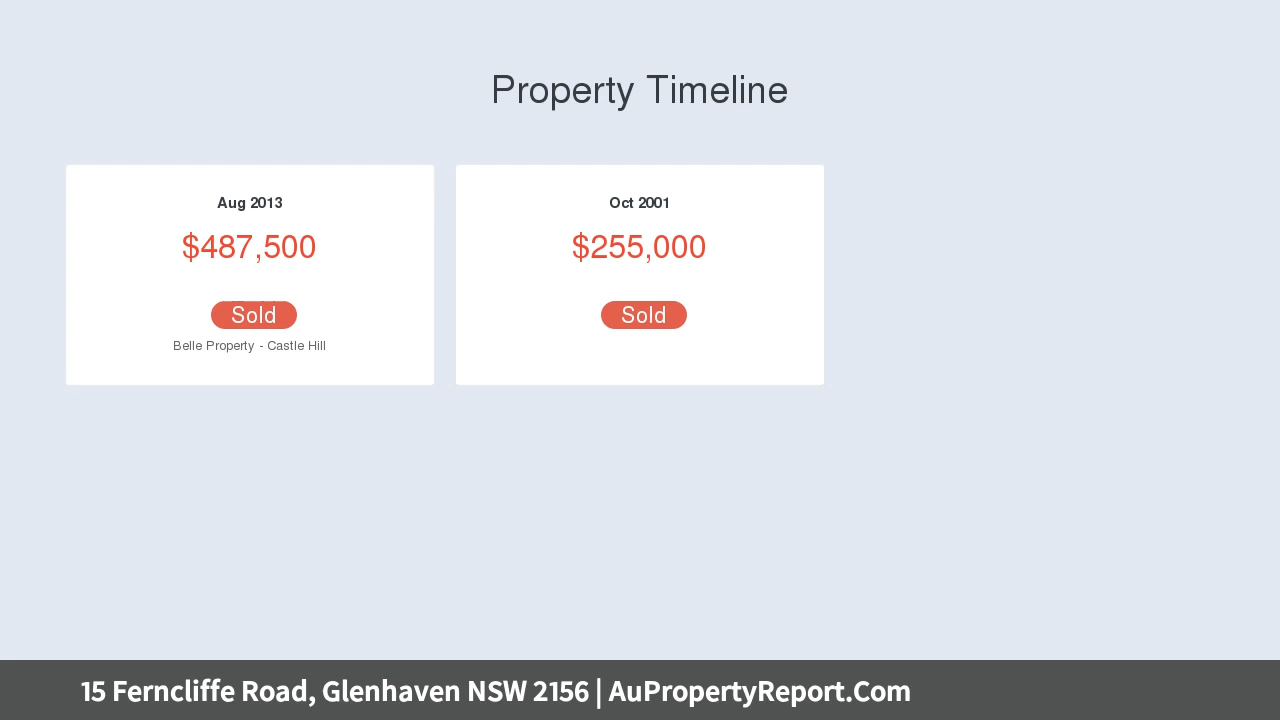 Property Timeline
Aug 2013
$487,500
Sold
Belle Property - Castle Hill
Oct 2001
$255,000
Sold
15 Ferncliffe Road, Glenhaven NSW 2156 | AuPropertyReport.Com